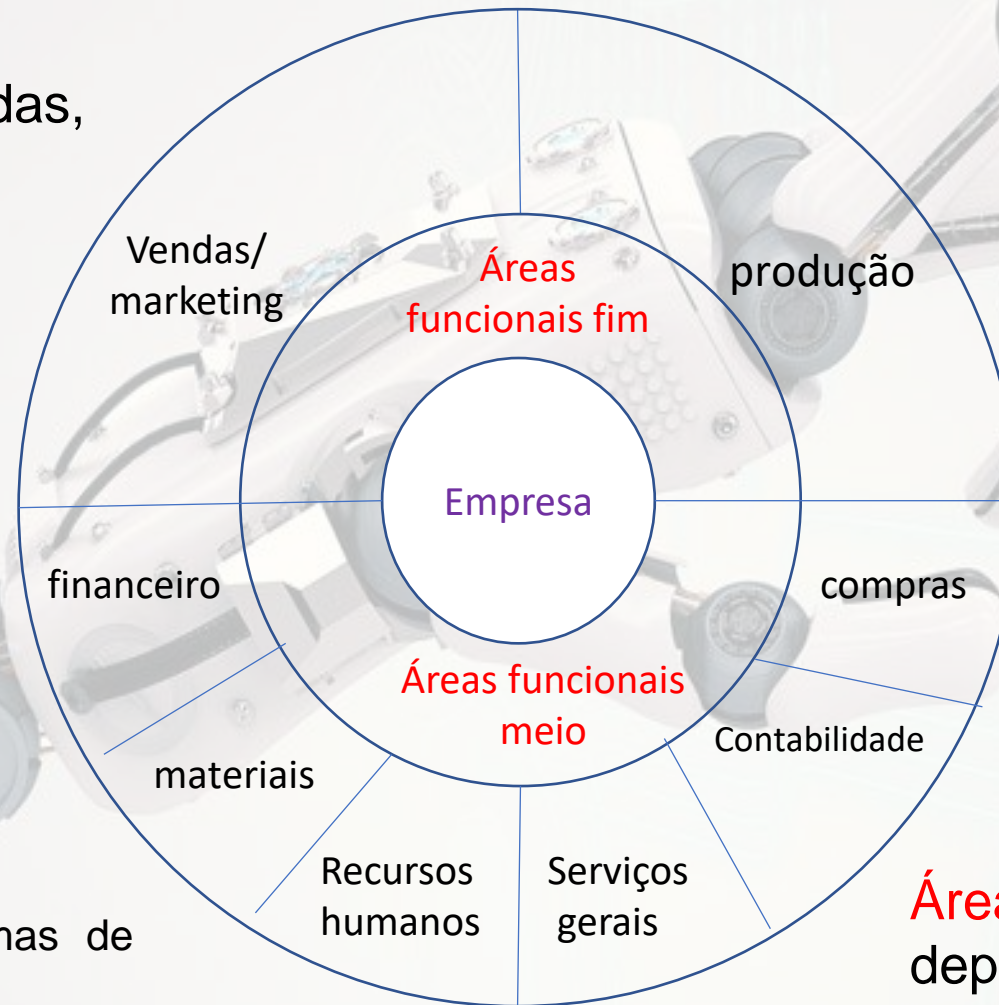 das,
Vendas/
marketing
Áreas
funcionais fim
produção
Empresa
financeiro
compras
Áreas funcionais
meio
Contabilidade
materiais
Recursos
humanos
Serviços
gerais
nas de
Área
dep